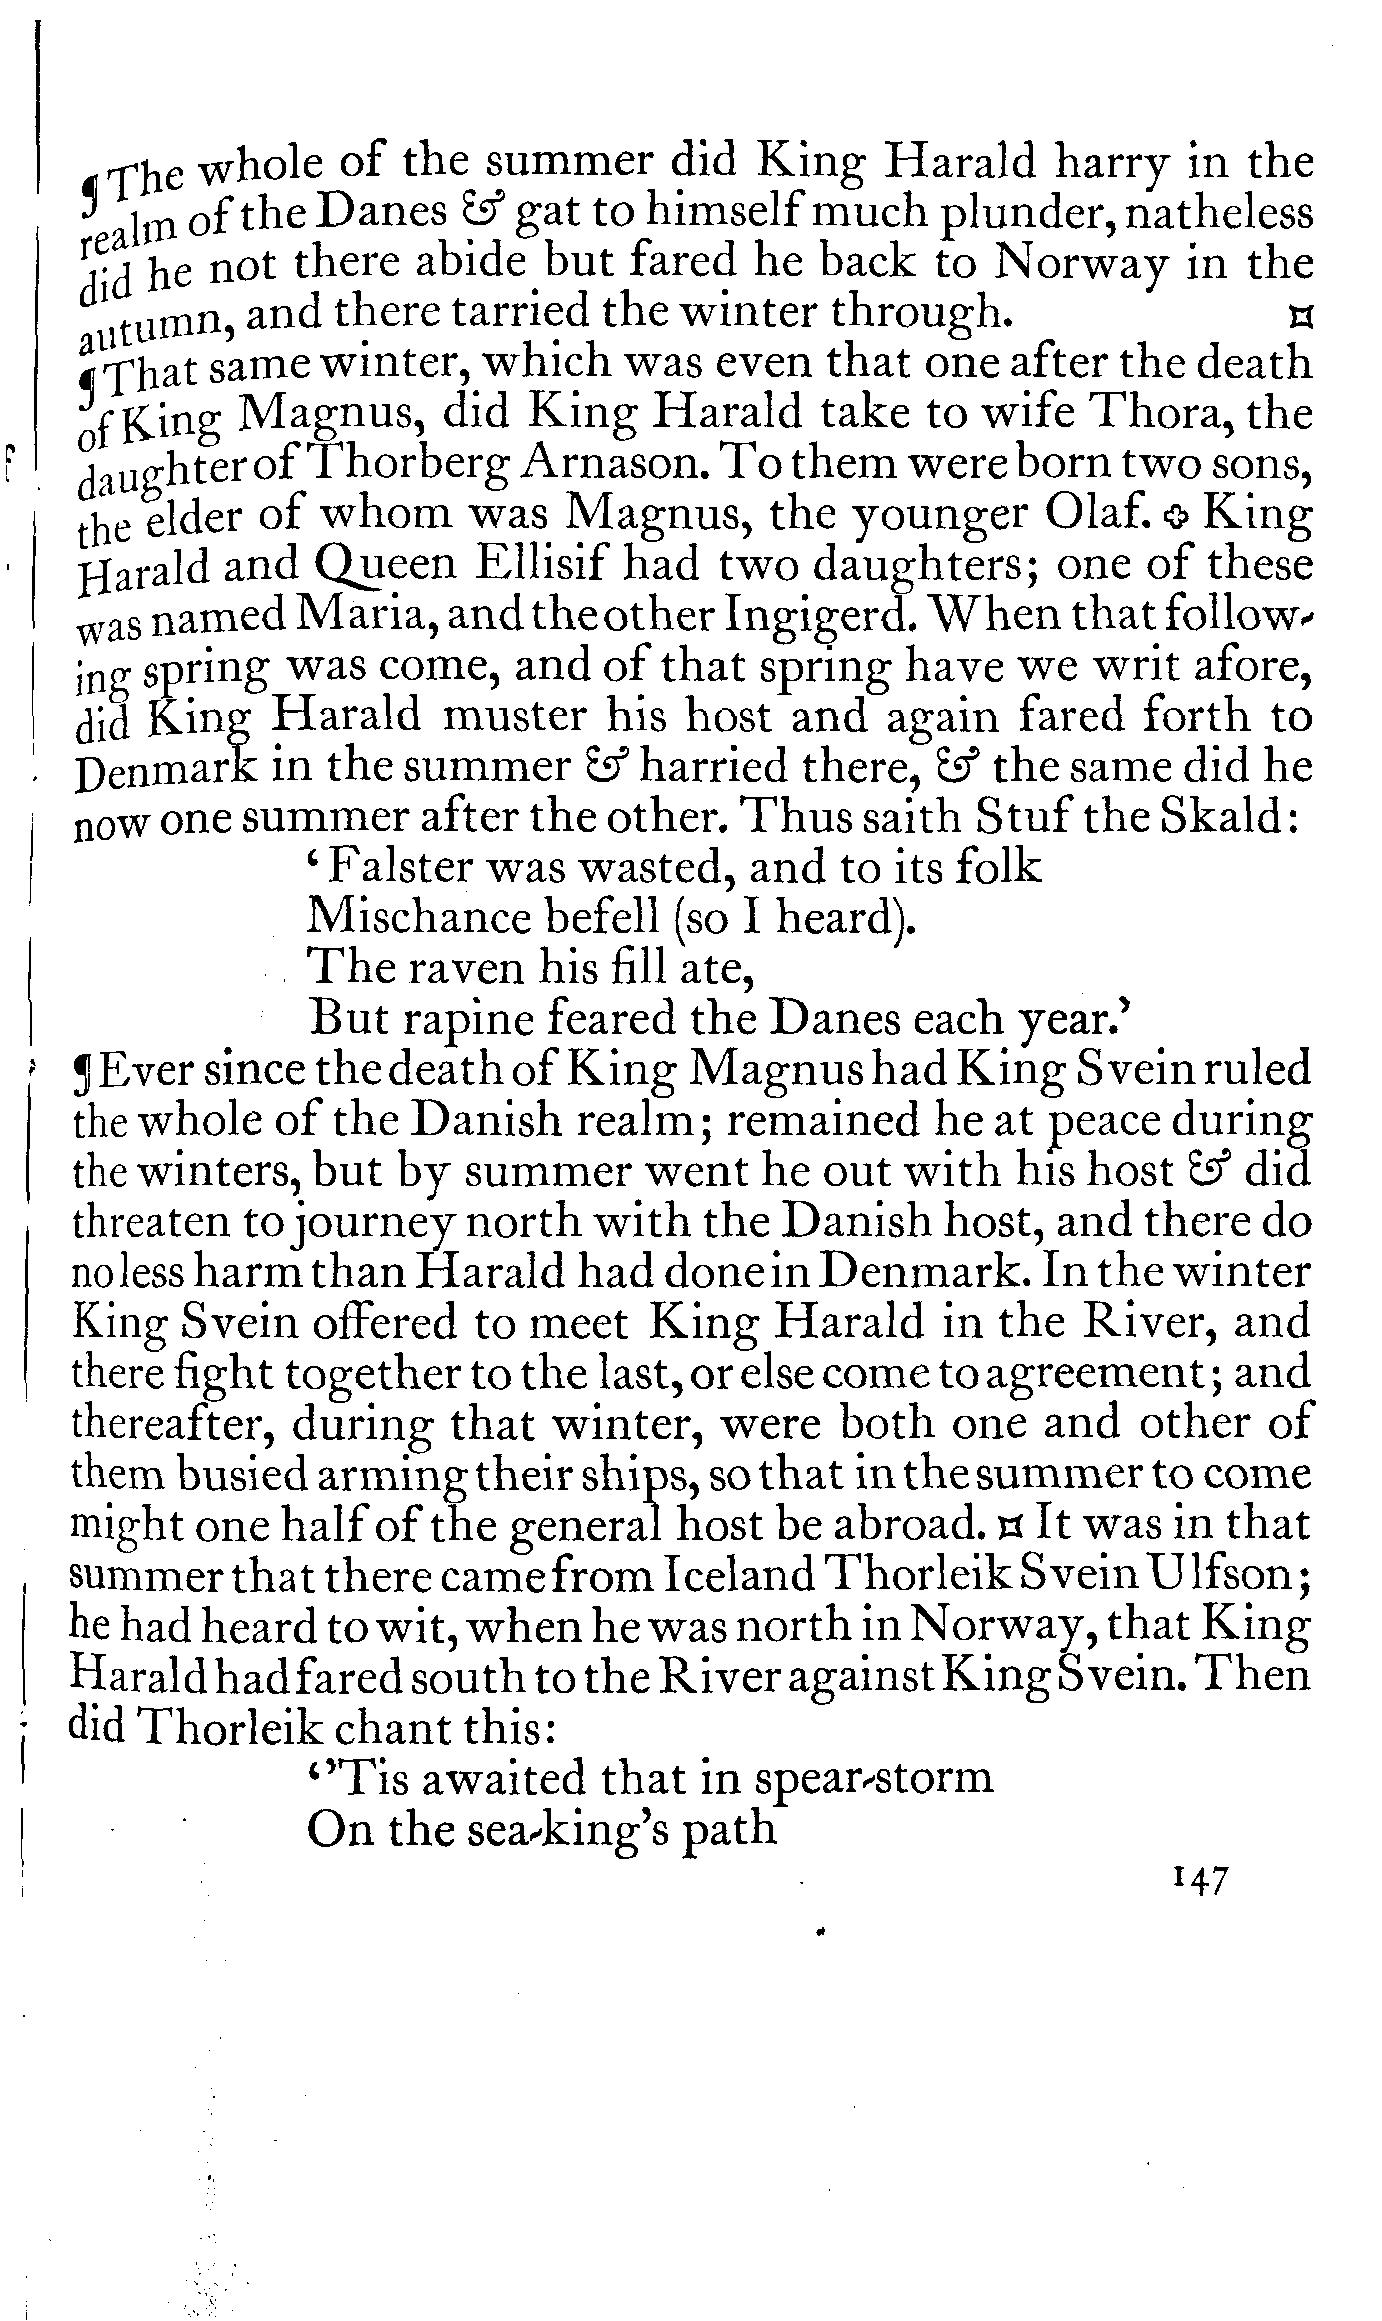 ¶The whole of the summer did King Harald harry in the
realm of the Danes & gat to himself much plunder, natheless
did he not there abide but fared he back to Norway in the
autumn, and there tarried the winter through. ¤
¶That same winter, which was even that one after the death
of King Magnus, did King Harald take to wife Thora, the
daughter of Thorberg Arnason. To them were born two sons,
the elder of whom was Magnus, the younger Olaf. ✥ King
Harald and Queen Ellisif had two daughters; one of these
was named Maria, and the other Ingigerd. When that follow-
ing spring was come, and of that spring have we writ afore,
did King Harald muster his host and again fared forth to
Denmark in the summer & harried there, & the same did he
now one summer after the other. Thus saith Stuf the Skald:
‘Falster was wasted, and to its folk
Mischance befell (so I heard).
The raven his fill ate,
But rapine feared the Danes each year.’
¶Ever since the death of King Magnus had King Svein ruled
the whole of the Danish realm; remained he at peace during
the winters, but by summer went he out with his host & did
threaten to journey north with the Danish host, and there do
no less harm than Harald had done in Denmark. In the winter
King Svein offered to meet King Harald in the River, and
there fight together to the last, or else come to agreement; and
thereafter, during that winter, were both one and other of
them busied arming their ships, so that in the summer to come
might one half of the general host be abroad. ¤ It was in that
summer that there came from Iceland Thorleik Svein Ulfson;
he had heard to wit, when he was north in Norway, that King
Harald had fared south to the River against King Svein. Then
did Thorleik chant this:
‘’Tis awaited that in spear-storm
On the sea-king’s path
147